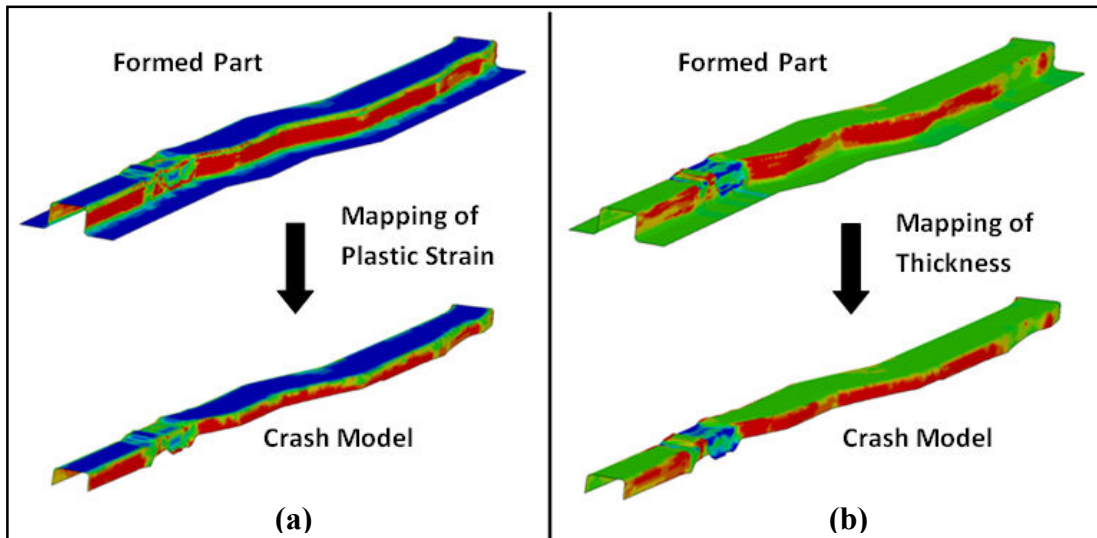 Formed Part
Mapping of
Plastic Strain
Crash Model
(a)
Formed Part
Mapping of
Thickness
Crash Model
(b)